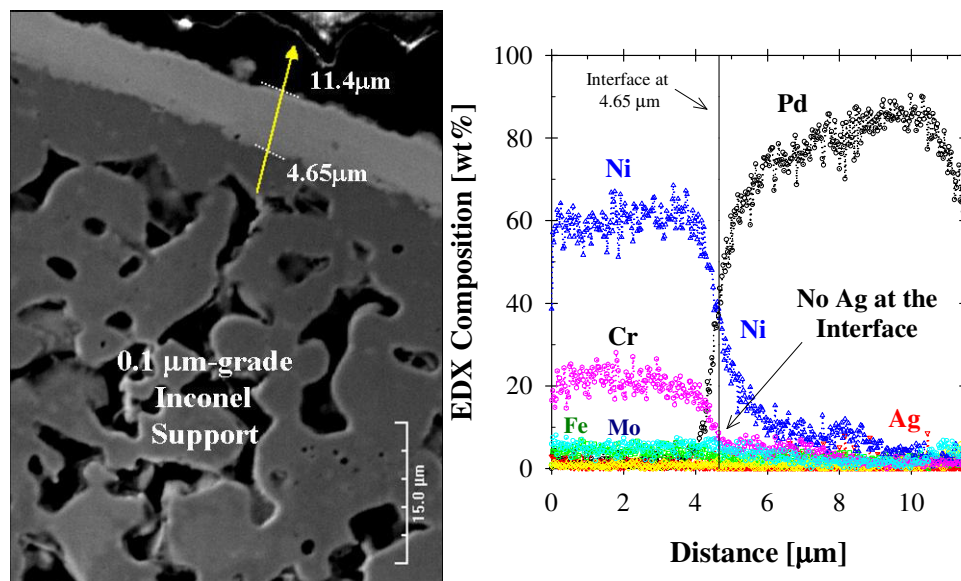 11.4µm
4.65µm
0.1 µm-grade
Inconel
Support
15.0 µm
EDX Composition [wt%]
100
80
60
40
20
0
0
2
4
6
8
10
Distance [µm]
Interface at
4.65 µm
Pd
Ni
No Ag at the
Interface
Cr
Ni
Fe
Mo
Ag